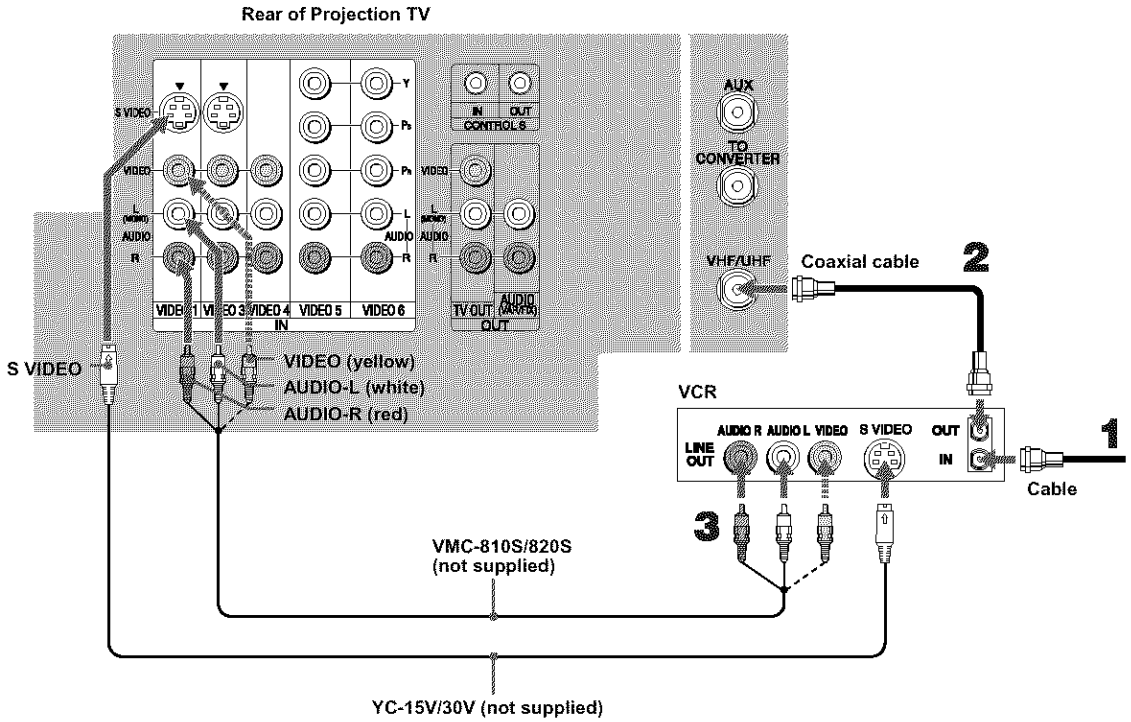 Rear of Projection TV
S VIDEO
VIDEO
L
(MONO)
AUDIO
R
Y
PB
PR
L
AUDIO
R
VIDEO 1 VIDEO 3 VIDEO 4 VIDEO 5 VIDEO 6
IN
IN OUT
CONTROL S
VIDEO
L
(MONO)
AUDIO
R
TV OUT
AUDIO
(VAR/FIX)
OUT
AUX
TO
CONVERTER
VHF/UHF
Coaxial cable
2
S VIDEO
VIDEO (yellow)
AUDIO-L (white)
AUDIO-R (red)
VCR
LINE
OUT
AUDIO R AUDIO L VIDEO S VIDEO
OUT
IN
1
Cable
3
VMC-810S/820S
(not supplied)
YC-15V/30V (not supplied)